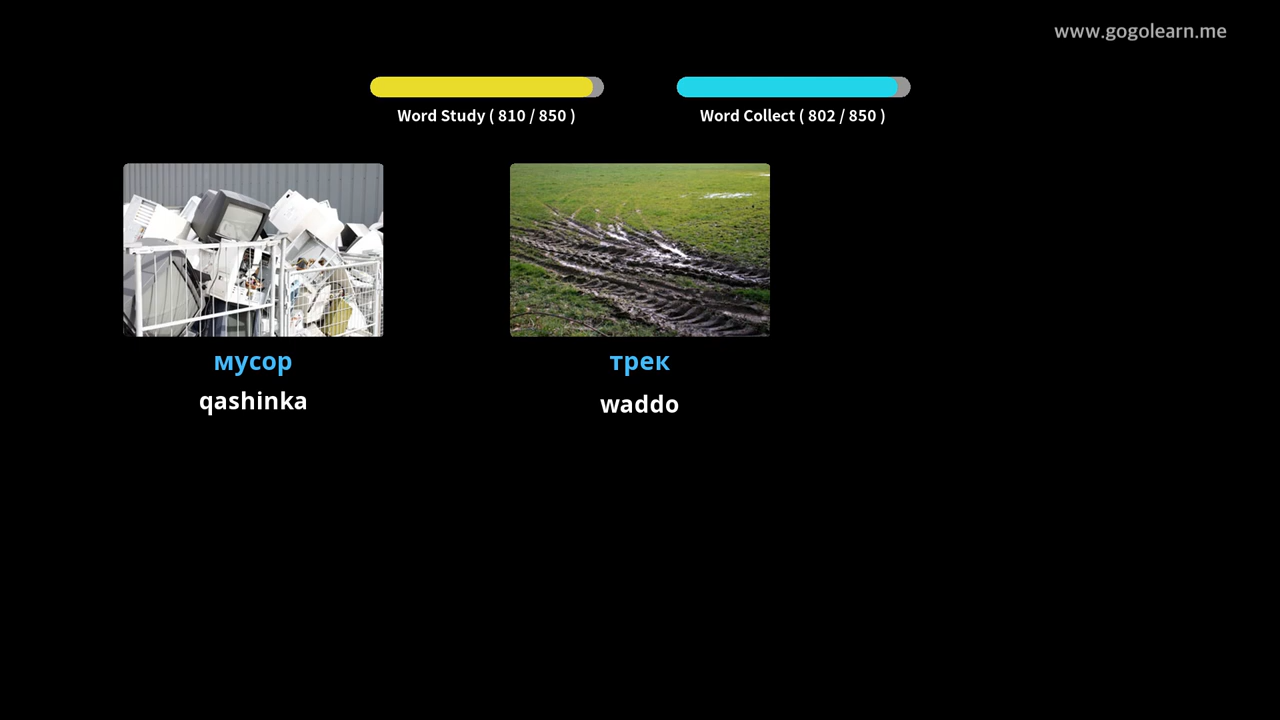 www.gogolearn.me
Word Study ( 810 / 850 )
Word Collect ( 802 / 850 )
мусор
qashinka
трек
waddo